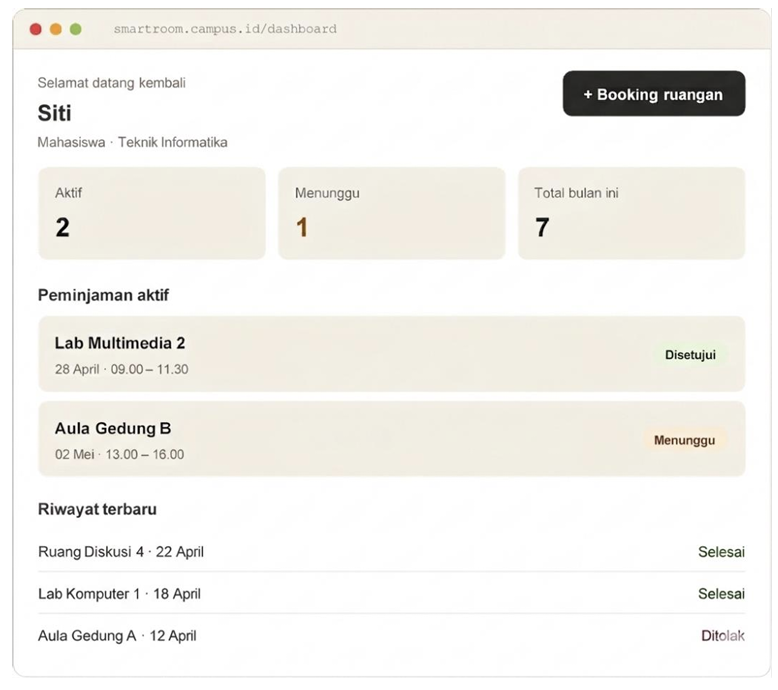 smartroom.campus.id/dashboard
Selamat datang kembali
Siti
Mahasiswa · Teknik Informatika
+ Booking ruangan
Aktif
2
Menunggu
1
Total bulan ini
7
Peminjaman aktif
Lab Multimedia 2
28 April · 09.00 – 11.30
Disetujui
Aula Gedung B
02 Mei · 13.00 – 16.00
Menunggu
Riwayat terbaru
Ruang Diskusi 4 · 22 April
Selesai
Lab Komputer 1 · 18 April
Selesai
Aula Gedung A · 12 April
Ditolak